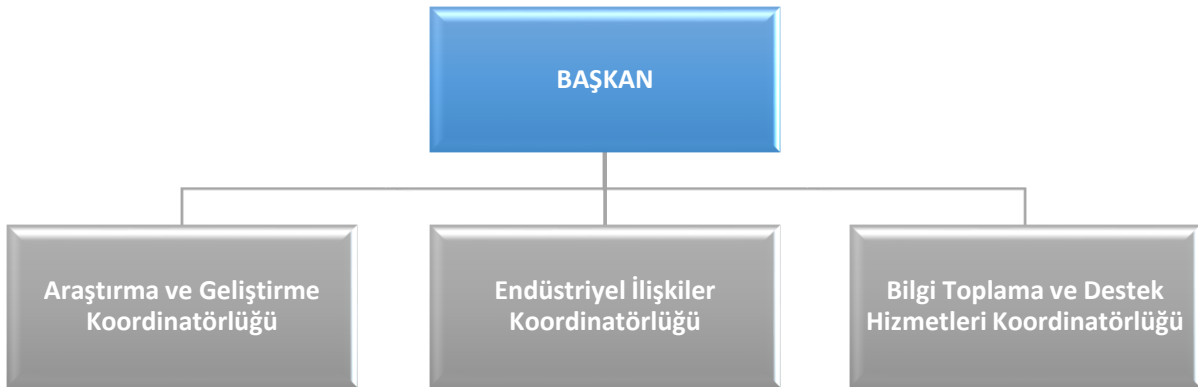 BAŞKAN
Araştırma ve Geliştirme
Koordinatörlüğü
Endüstriyel İlişkiler
Koordinatörlüğü
Bilgi Toplama ve Destek
Hizmetleri Koordinatörlüğü